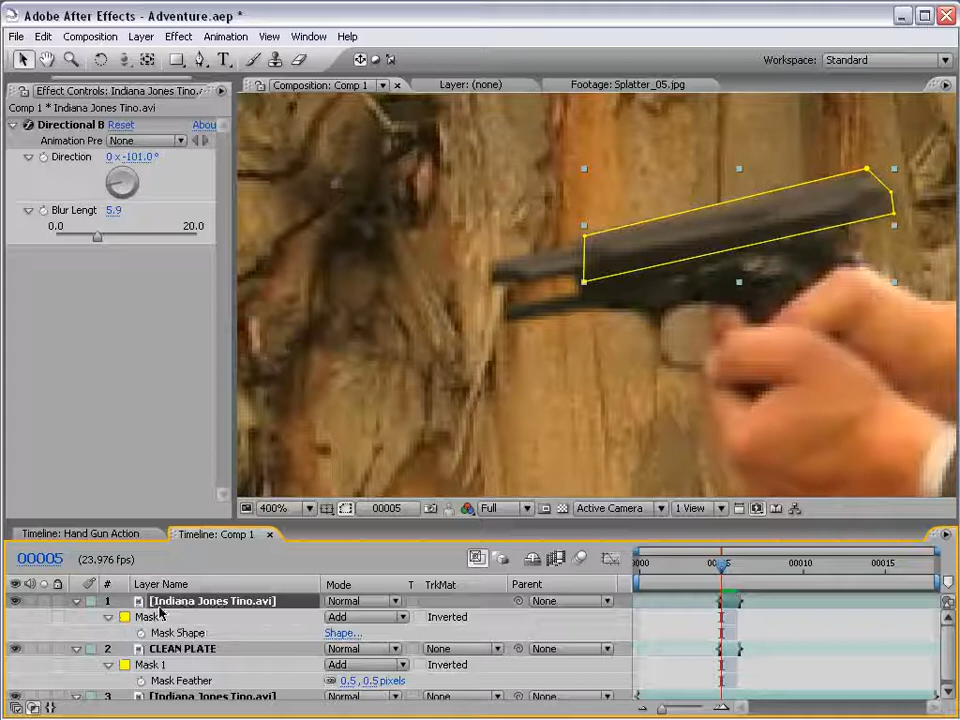 Adobe After Effects - Adventure.aep *
File Edit Composition Layer Effect Animation View Window Help
Workspace: Standard
Effect Controls: Indiana Jones Tino.
Composition: Comp 1
Layer: (none)
Footage: Splatter_05.jpg
Comp 1 * Indiana Jones Tino.avi
Directional B Reset Abou
Animation Pre None
Direction 0 x -101.0°
Blur Lengt 5.9
0.0 20.0
400% 00005 Full Active Camera 1 View
Timeline: Hand Gun Action Timeline: Comp 1
00005 (23.976 fps)
0000 00010 00015
# Layer Name Mode T TrkMat Parent
1 [Indiana Jones Tino.avi] Normal None
Mask Add Inverted
Mask Shape Shape...
2 CLEAN PLATE Normal None None
Mask 1 Add Inverted
Mask Feather 0.5, 0.5 pixels
3 [Indiana Jones Tino.avi] Normal None None